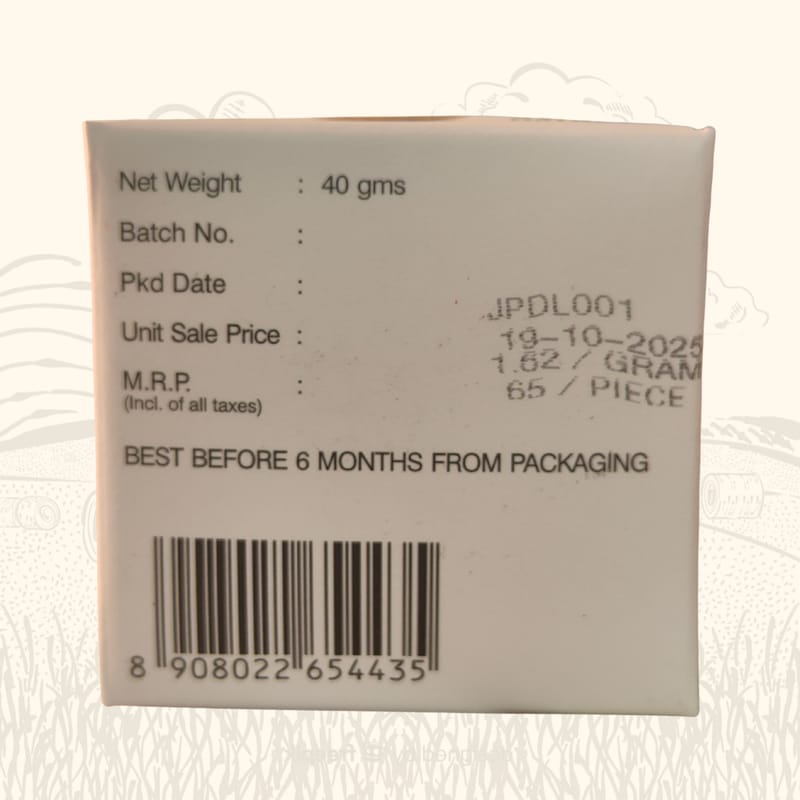 Net Weight : 40 gms
Batch No. :
Pkd Date :
Unit Sale Price :
M.R.P. :
(Incl. of all taxes)
JPDL001
19-10-2025
1.62 / GRAM
65 / PIECE
BEST BEFORE 6 MONTHS FROM PACKAGING
8 908022 654435